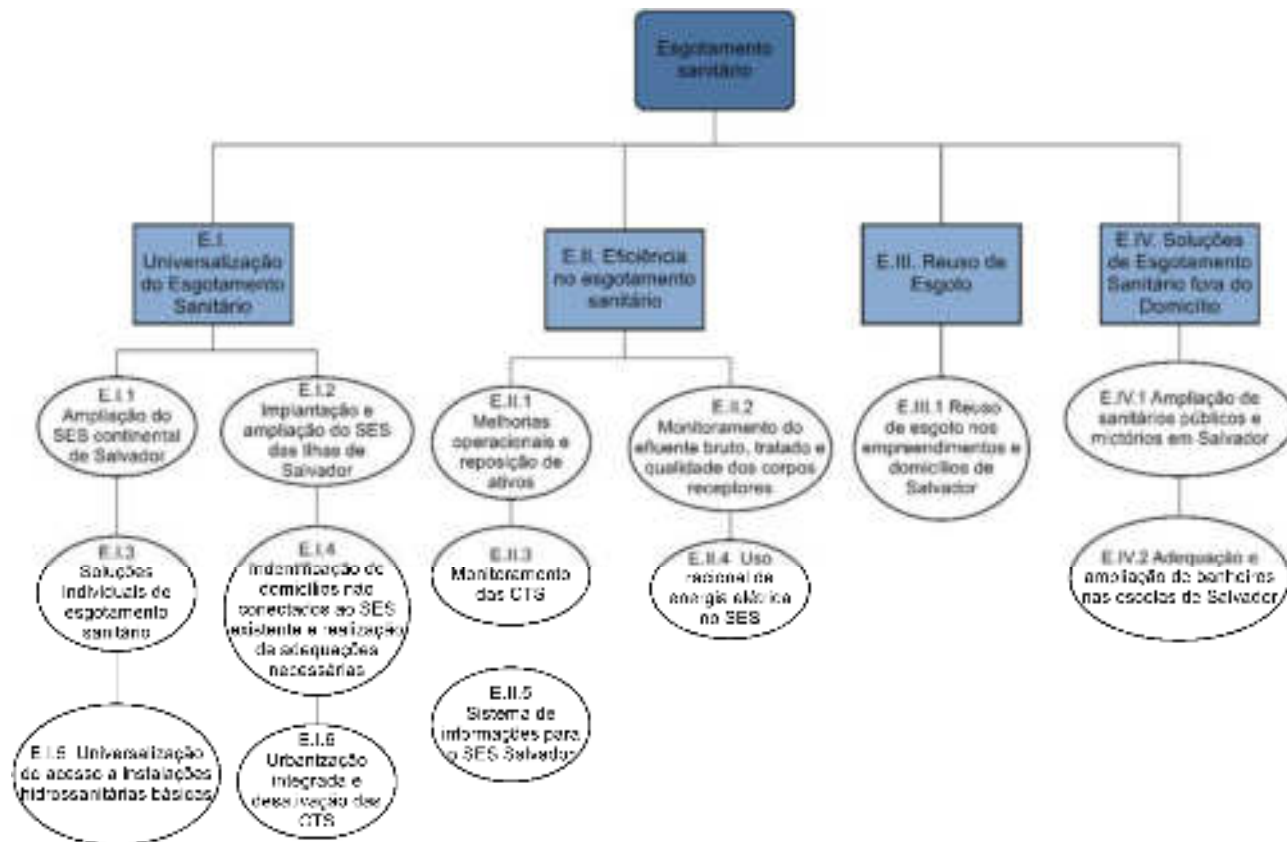 Esgotamento
sanitário
E.I.
Universalização
do Esgotamento
Sanitário
E.II. Eficiência
no esgotamento
sanitário
E.III. Reuso de
Esgoto
E.IV. Soluções
de Esgotamento
Sanitário fora do
Domicílio
E.I.1
Ampliação do
SES continental
de Salvador
E.I.2
Implantação e
ampliação do SES
das Ilhas de
Salvador
E.II.1
Melhorias
operacionais e
reposição de
ativos
E.II.2
Monitoramento do
efluente bruto, tratado e
qualidade dos corpos
receptores
E.III.1 Reuso
de esgoto nos
empreendimentos e
domicílios de
Salvador
E.IV.1 Ampliação de
sanitários públicos e
mictórios em Salvador
E.I.3
Soluções
individuais de
esgotamento
sanitário
E.I.4
Indentificação de
domicílios não
conectados ao SES
existente e realização
de adequações
necessárias
E.II.3
Monitoramento
das CTS
E.II.4 Uso
racional da
energia elétrica
no SES
E.IV.2 Adequação e
ampliação de banheiros
nas escolas de Salvador
E.I.5 Universalização
do acesso a instalações
hidrossanitárias básicas
E.I.6
Urbanização
integrada e
desativação das
CTS
E.II.5
Sistema de
informações para
o SES Salvador